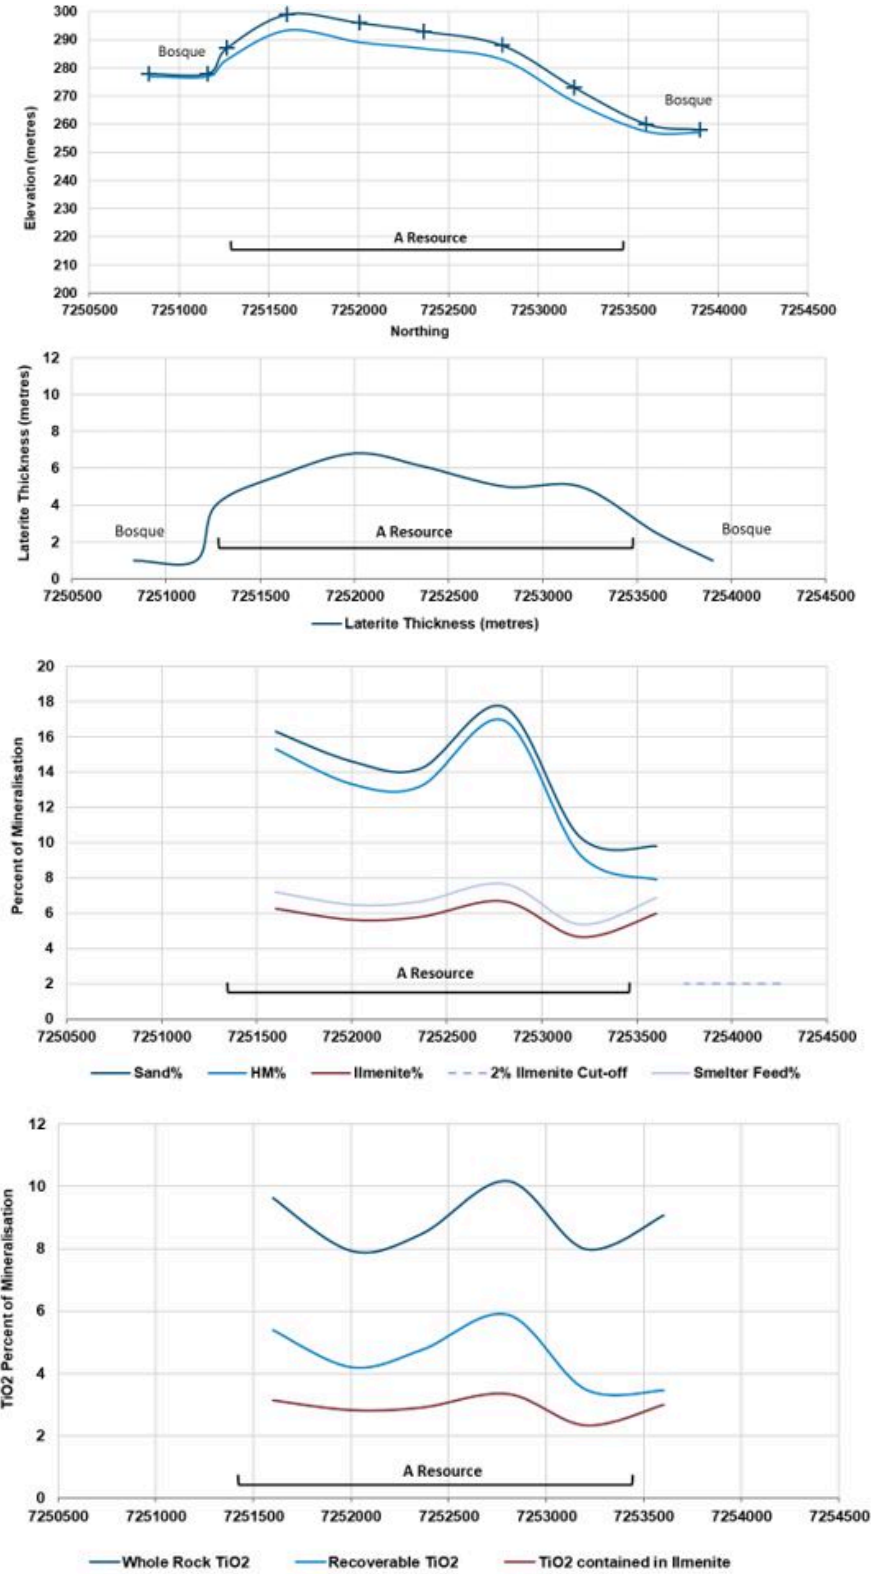 300
290
280
270
260
250
240
230
220
210
200
Elevation (metres)
Bosque
Bosque
A Resource
7250500 7251000 7251500 7252000 7252500 7253000 7253500 7254000 7254500
Northing
12
10
8
6
4
2
0
Laterite Thickness (metres)
Bosque
A Resource
Bosque
7250500 7251000 7251500 7252000 7252500 7253000 7253500 7254000 7254500
Laterite Thickness (metres)
20
18
16
14
12
10
8
6
4
2
0
Percent of Mineralisation
A Resource
7250500 7251000 7251500 7252000 7252500 7253000 7253500 7254000 7254500
Sand% HM% Ilmenite% 2% Ilmenite Cut-off Smelter Feed%
12
10
8
6
4
2
0
TiO2 Percent of Mineralisation
A Resource
7250500 7251000 7251500 7252000 7252500 7253000 7253500 7254000 7254500
Whole Rock TiO2 Recoverable TiO2 TiO2 contained in Ilmenite